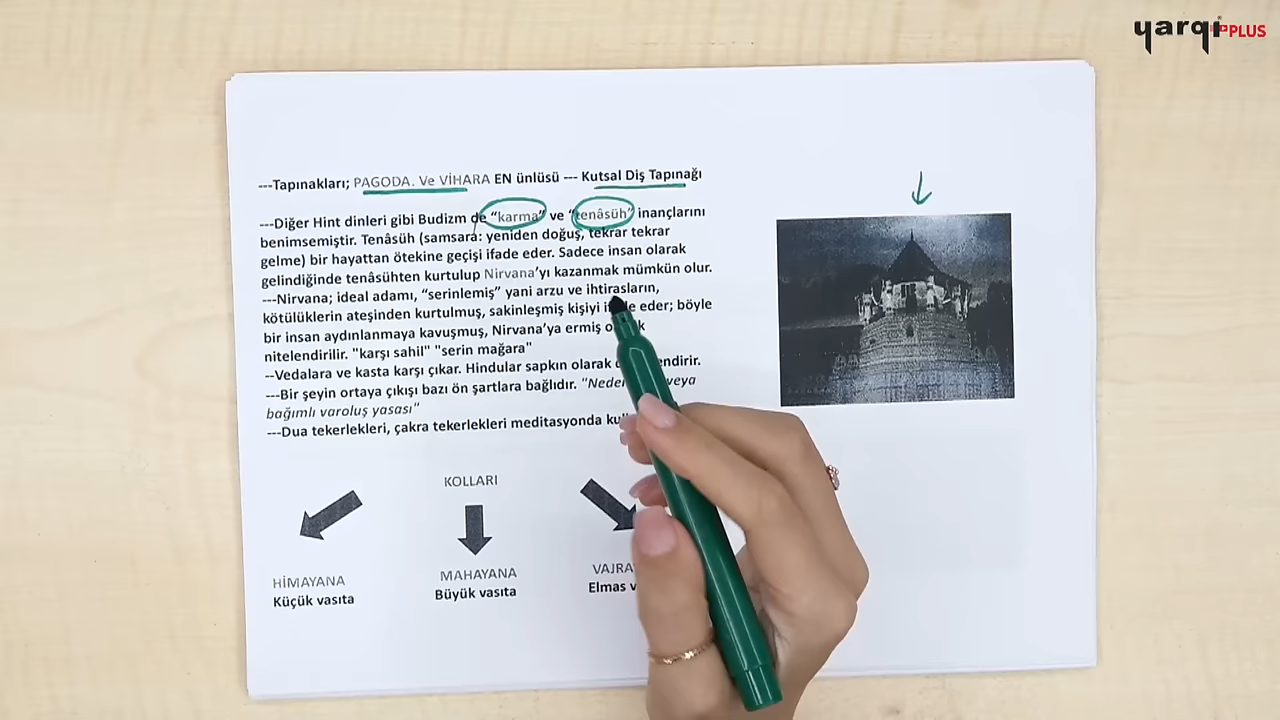 yarqı PLUS
---Tapınakları; PAGODA. Ve VİHARA EN ünlüsü --- Kutsal Diş Tapınağı
---Diğer Hint dinleri gibi Budizm de "karma" ve "tenâsüh" inançlarını
benimsemiştir. Tenâsüh (samsara: yeniden doğuş, tekrar tekrar
gelme) bir hayattan ötekine geçişi ifade eder. Sadece insan olarak
gelindiğinde tenâsühten kurtulup Nirvana'yı kazanmak mümkün olur.
---Nirvana; ideal adamı, "serinlemiş" yani arzu ve ihtirasların,
kötülüklerin ateşinden kurtulmuş, sakinleşmiş kişiyi eder; böyle
bir insan aydınlanmaya kavuşmuş, Nirvana'ya ermiş
nitelendirilir. "karşı sahil" "serin mağara"
--Vedalara ve kasta karşı çıkar. Hindular sapkın olarak
---Bir şeyin ortaya çıkışı bazı ön şartlara bağlıdır. "Neden veya
bağımlı varoluş yasası"
---Dua tekerlekleri, çakra tekerlekleri meditasyonda
KOLLARI
HİMAYANA MAHAYANA VAJRA
Küçük vasıta Büyük vasıta Elmas